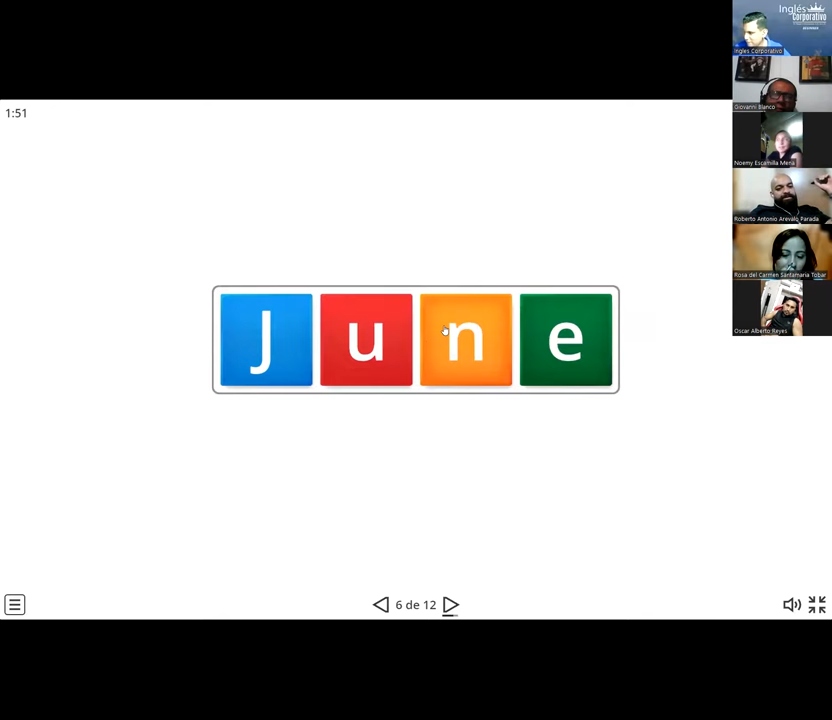 1:51
June
6 de 12
Inglés
Corporativo
BEGINNER
Ingles Corporativo
Giovanni Blanco
Noemy Escamilla Mena
Roberto Antonio Arevalo Parada
Rosa del Carmen Santamaria Tobar
Oscar Alberto Reyes